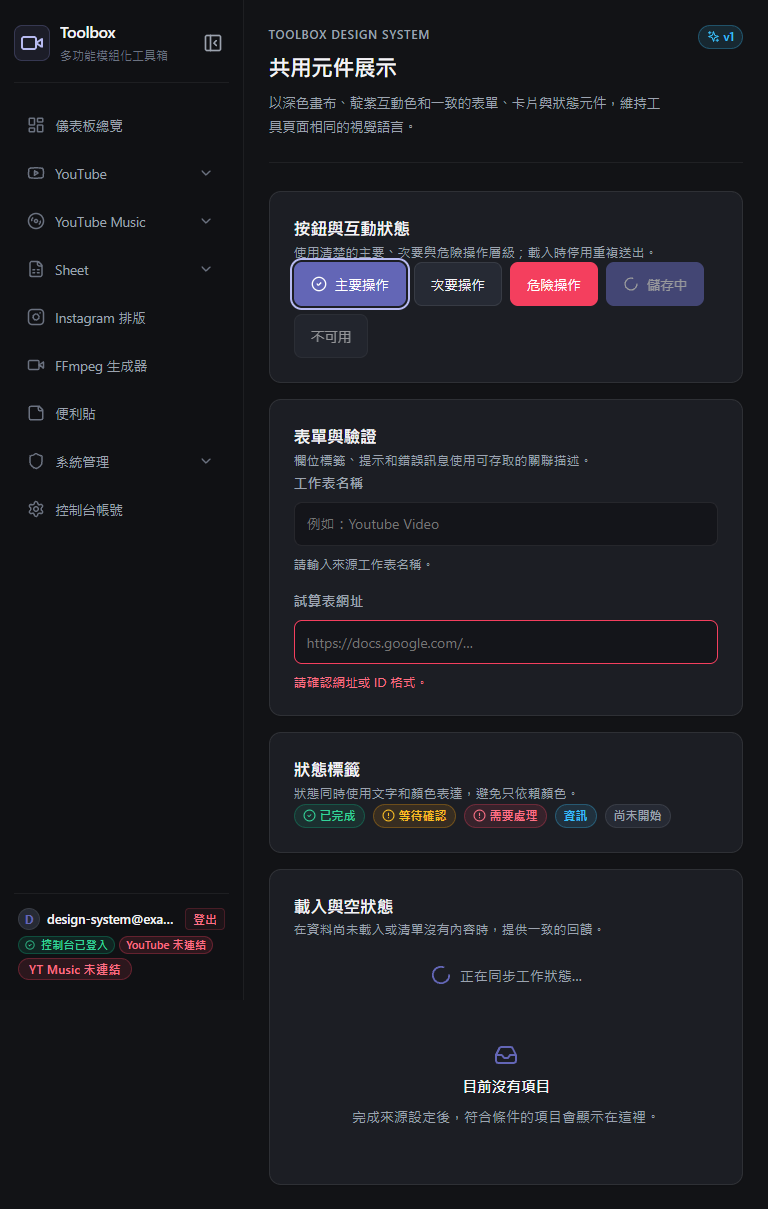 Toolbox
多功能模組化工具箱
儀表板總覽
YouTube
YouTube Music
Sheet
Instagram 排版
FFmpeg 生成器
便利貼
系統管理
控制台帳號
D
design-system@exa...
登出
控制台已登入
YouTube 未連結
YT Music 未連結
TOOLBOX DESIGN SYSTEM
v1
共用元件展示
以深色畫布、靛紫互動色和一致的表單、卡片與狀態元件，維持工
具頁面相同的視覺語言。
按鈕與互動狀態
使用清楚的主要、次要與危險操作層級；載入時停用重複送出。
主要操作
次要操作
危險操作
儲存中
不可用
表單與驗證
欄位標籤、提示和錯誤訊息使用可存取的關聯描述。
工作表名稱
例如：Youtube Video
請輸入來源工作表名稱。
試算表網址
https://docs.google.com/...
請確認網址或 ID 格式。
狀態標籤
狀態同時使用文字和顏色表達，避免只依賴顏色。
已完成
等待確認
需要處理
資訊
尚未開始
載入與空狀態
在資料尚未載入或清單沒有內容時，提供一致的回饋。
正在同步工作狀態...
目前沒有項目
完成來源設定後，符合條件的項目會顯示在這裡。